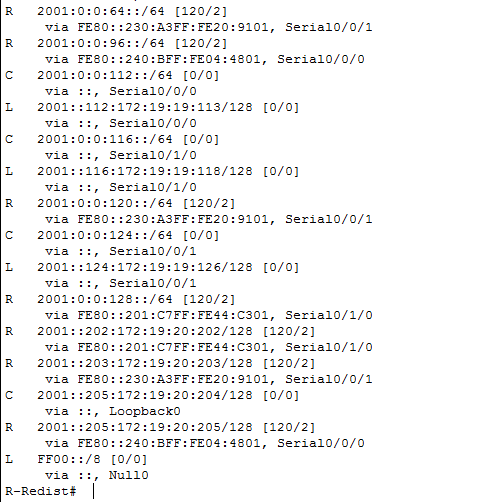 R 2001:0:0:64::/64 [120/2]
via FE80::230:A3FF:FE20:9101, Serial0/0/1
R 2001:0:0:96::/64 [120/2]
via FE80::240:BFF:FE04:4801, Serial0/0/0
C 2001:0:0:112::/64 [0/0]
via ::, Serial0/0/0
L 2001::112:172:19:19:113/128 [0/0]
via ::, Serial0/0/0
C 2001:0:0:116::/64 [0/0]
via ::, Serial0/1/0
L 2001::116:172:19:19:118/128 [0/0]
via ::, Serial0/1/0
R 2001:0:0:120::/64 [120/2]
via FE80::230:A3FF:FE20:9101, Serial0/0/1
C 2001:0:0:124::/64 [0/0]
via ::, Serial0/0/1
L 2001::124:172:19:19:126/128 [0/0]
via ::, Serial0/0/1
R 2001:0:0:128::/64 [120/2]
via FE80::201:C7FF:FE44:C301, Serial0/1/0
R 2001::202:172:19:20:202/128 [120/2]
via FE80::201:C7FF:FE44:C301, Serial0/1/0
R 2001::203:172:19:20:203/128 [120/2]
via FE80::230:A3FF:FE20:9101, Serial0/0/1
C 2001::205:172:19:20:204/128 [0/0]
via ::, Loopback0
R 2001::205:172:19:20:205/128 [120/2]
via FE80::240:BFF:FE04:4801, Serial0/0/0
L FF00::/8 [0/0]
via ::, Null0
R-Redist#